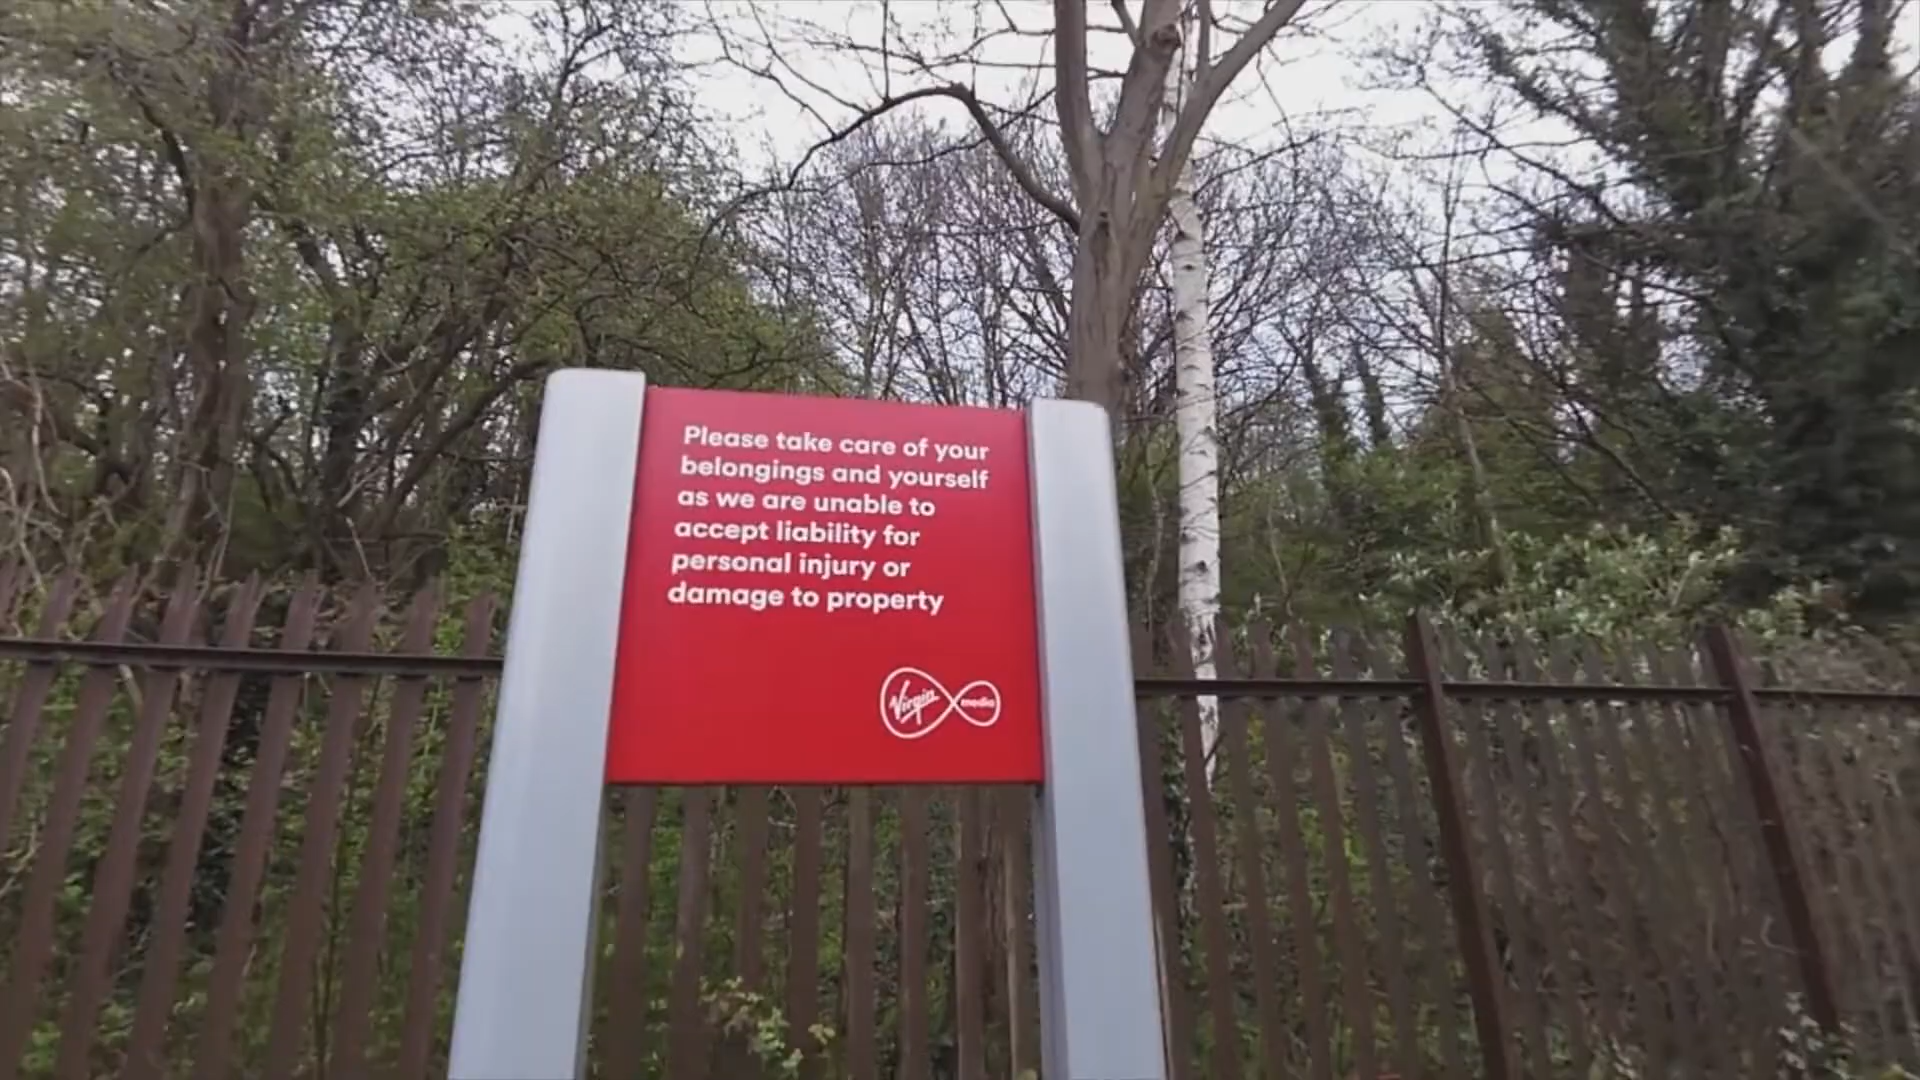 Please take care of your
belongings and yourself
as we are unable to
accept liability for
personal injury or
damage to property
Virgin media